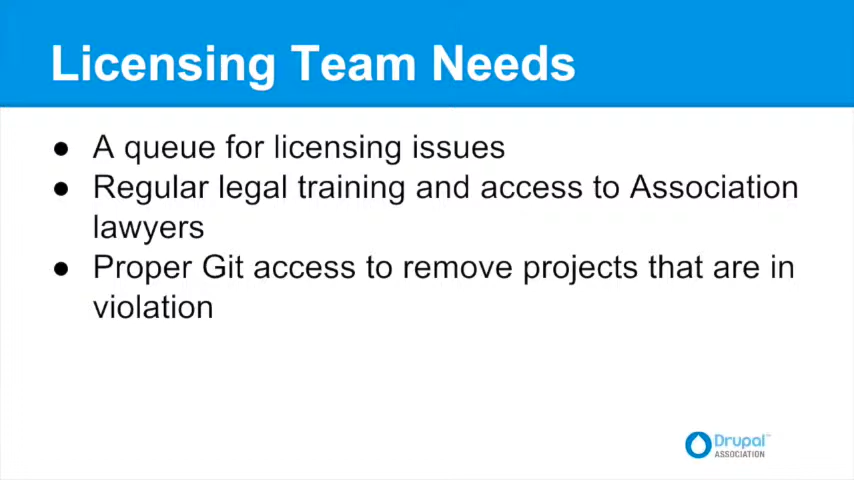 Licensing Team Needs
● A queue for licensing issues
● Regular legal training and access to Association
lawyers
● Proper Git access to remove projects that are in
violation
Drupal™
ASSOCIATION